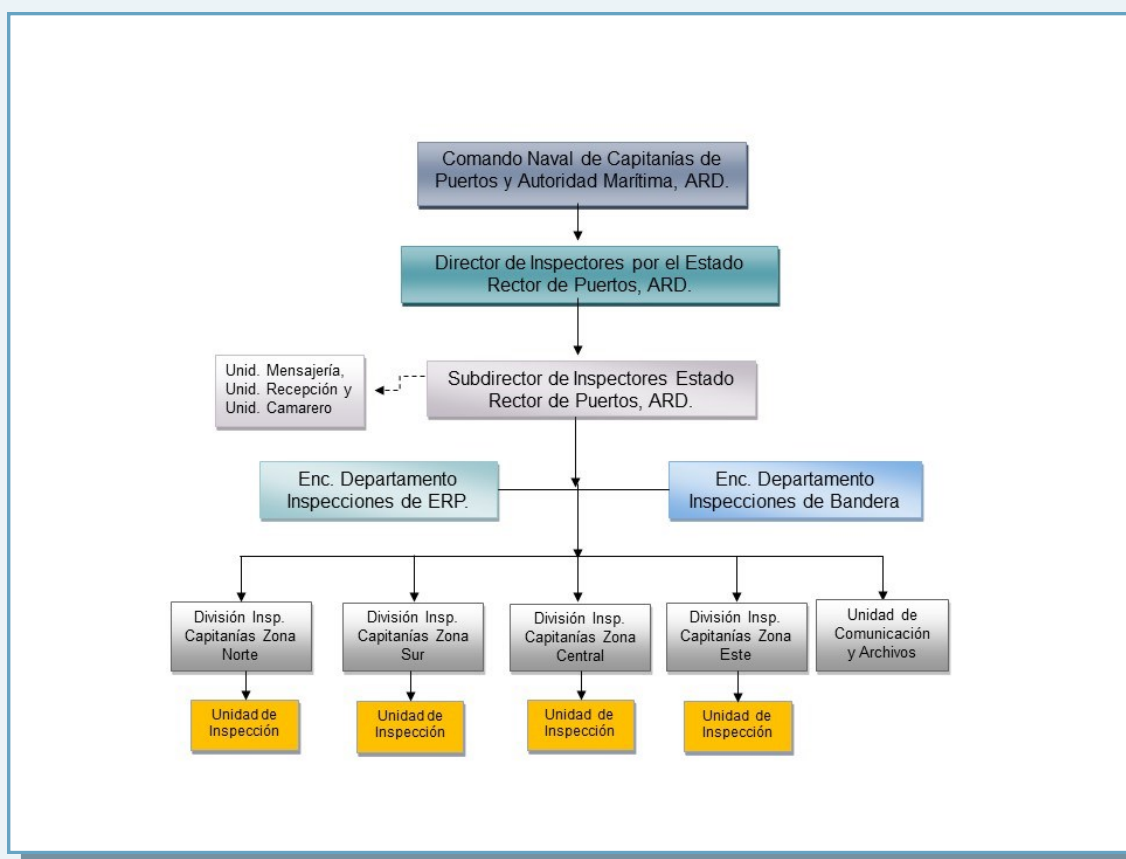 Comando Naval de Capitanías de
Puertos y Autoridad Marítima, ARD.
Director de Inspectores por el Estado
Rector de Puertos, ARD.
Unid. Mensajería,
Unid. Recepción y
Unid. Camarero
Subdirector de Inspectores Estado
Rector de Puertos, ARD.
Enc. Departamento
Inspecciones de ERP.
Enc. Departamento
Inspecciones de Bandera
División Insp.
Capitanías Zona
Norte
División Insp.
Capitanías Zona
Sur
División Insp.
Capitanías Zona
Central
División Insp.
Capitanías Zona
Este
Unidad de
Comunicación
y Archivos
Unidad de
Inspección
Unidad de
Inspección
Unidad de
Inspección
Unidad de
Inspección